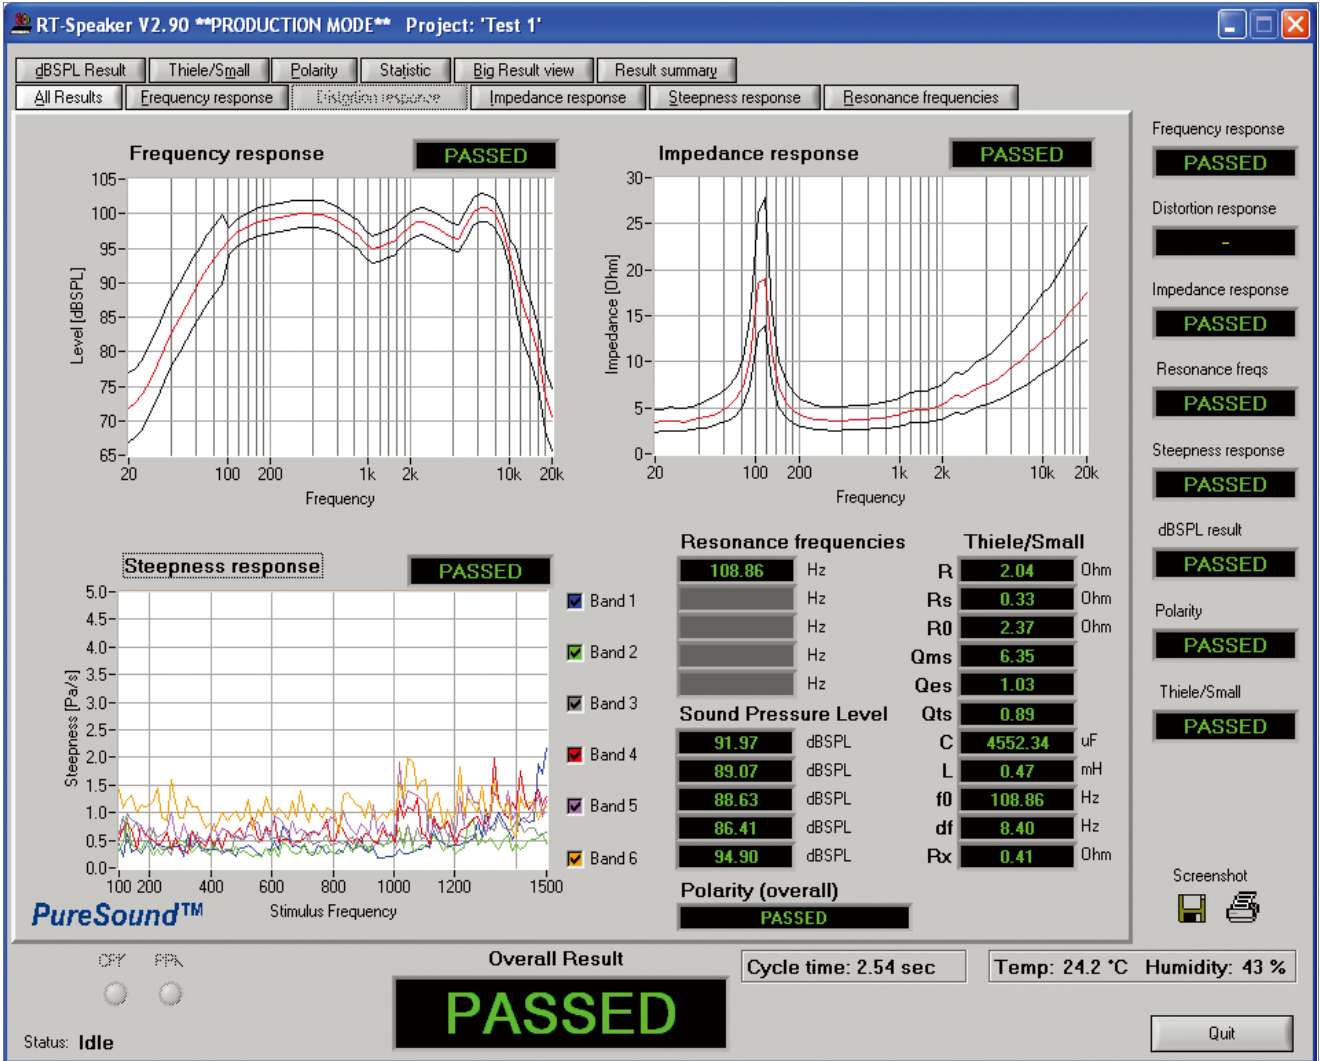 RT-Speaker V2.90 **PRODUCTION MODE** Project: 'Test 1'
dBSPL Result Thiele/Small Polarity Statistic Big Result view Result summary
All Results Frequency response Distortion response Impedance response Steepness response Resonance frequencies
Frequency response PASSED
105
100
95
90
85
80
75
70
65
Level [dBSPL]
20 100 200 1k 2k 10k 20k
Frequency
Impedance response PASSED
30
25
20
15
10
5
0
Impedance [Ohm]
20 100 200 1k 2k 10k 20k
Frequency
Steepness response PASSED
5.0
4.5
4.0
3.5
3.0
2.5
2.0
1.5
1.0
0.5
0.0
Steepness [Pa/s]
100 200 400 600 800 1000 1200 1500
Stimulus Frequency
Band 1
Band 2
Band 3
Band 4
Band 5
Band 6
PureSound™
Resonance frequencies
108.86 Hz
Hz
Hz
Hz
Hz
Sound Pressure Level
91.97 dBSPL
89.07 dBSPL
88.63 dBSPL
86.41 dBSPL
94.90 dBSPL
Polarity (overall)
PASSED
Thiele/Small
R 2.04 Ohm
Rs 0.33 Ohm
R0 2.37 Ohm
Qms 6.35
Qes 1.03
Qts 0.89
C 4552.34 uF
L 0.47 mH
f0 108.86 Hz
df 8.40 Hz
Rx 0.41 Ohm
Frequency response
PASSED
Distortion response
-
Impedance response
PASSED
Resonance freqs
PASSED
Steepness response
PASSED
dBSPL result
PASSED
Polarity
PASSED
Thiele/Small
PASSED
Screenshot
Overall Result
PASSED
Cycle time: 2.54 sec
Temp: 24.2 °C Humidity: 43 %
Status: Idle
Quit